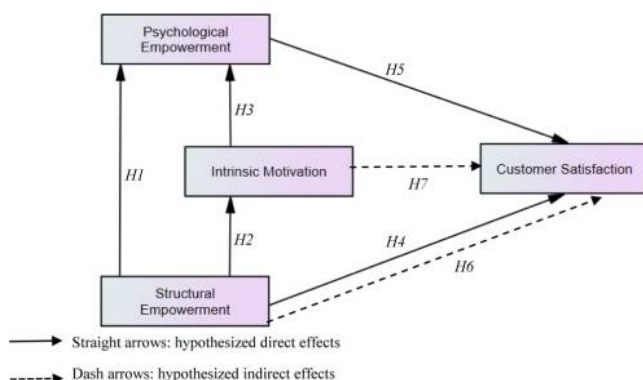 Psychological
Empowerment
H5
H3
H1
Intrinsic Motivation
H7
Customer Satisfaction
H2
H4
H6
Structural
Empowerment
Straight arrows: hypothesized direct effects
Dash arrows: hypothesized indirect effects